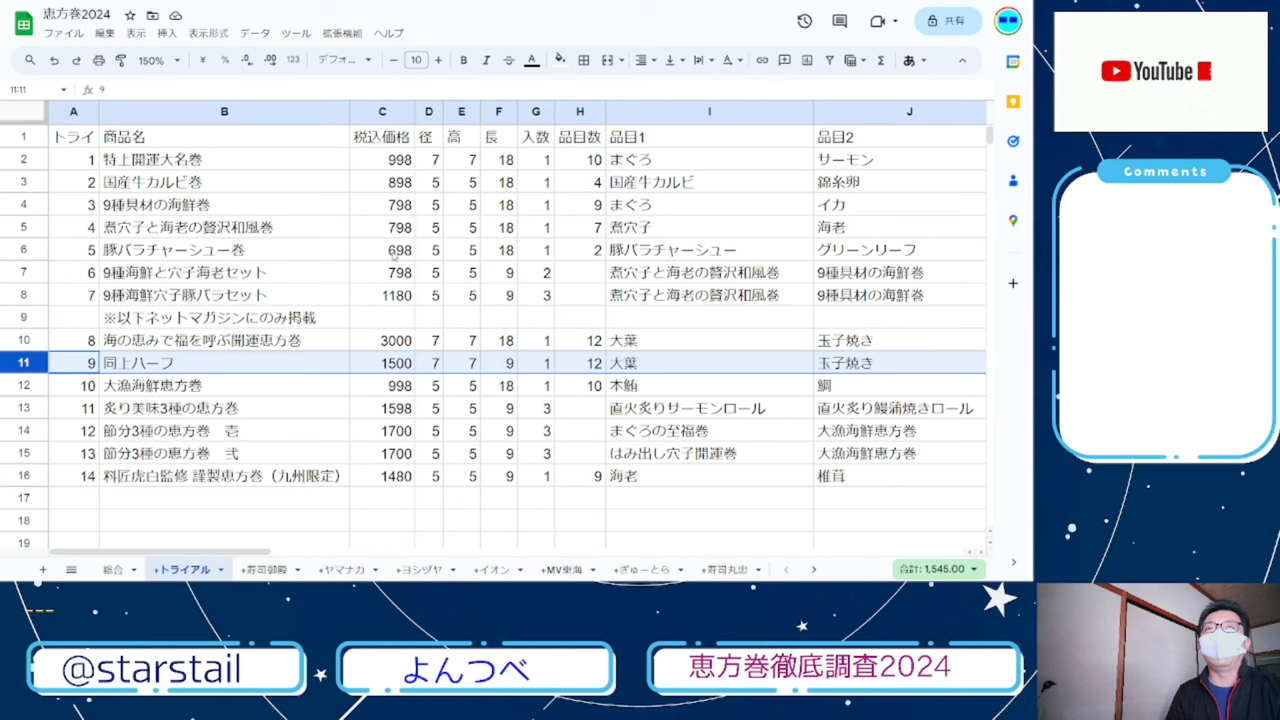 恵方巻2024
ファイル 編集 表示 挿入 表示形式 データ ツール 拡張機能 ヘルプ
共有
150% ¥ % .0 .00 123 デフォ... 10 B I A あ
11:11 fx 9
A B C D E F G H I J
1 トライ 商品名 税込価格 径 高 長 入数 品目数 品目1 品目2
2 1 特上開運大名巻 998 7 7 18 1 10 まぐろ サーモン
3 2 国産牛カルビ巻 898 5 5 18 1 4 国産牛カルビ 錦糸卵
4 3 9種具材の海鮮巻 798 5 5 18 1 9 まぐろ イカ
5 4 煮穴子と海老の贅沢和風巻 798 5 5 18 1 7 煮穴子 海老
6 5 豚バラチャーシュー巻 698 5 5 18 1 2 豚バラチャーシュー グリーンリーフ
7 6 9種海鮮と穴子海老セット 798 5 5 9 2 煮穴子と海老の贅沢和風巻 9種具材の海鮮巻
8 7 9種海鮮穴子豚バラセット 1180 5 5 9 3 煮穴子と海老の贅沢和風巻 9種具材の海鮮巻
9 ※以下ネットマガジンにのみ掲載
10 8 海の恵みで福を呼ぶ開運恵方巻 3000 7 7 18 1 12 大葉 玉子焼き
11 9 同上ハーフ 1500 7 7 9 1 12 大葉 玉子焼き
12 10 大漁海鮮恵方巻 998 5 5 18 1 10 本鮪 鯛
13 11 炙り美味3種の恵方巻 1598 5 5 9 3 直火炙りサーモンロール 直火炙り鰻蒲焼きロール
14 12 節分3種の恵方巻 壱 1700 5 5 9 3 まぐろの至福巻 大漁海鮮恵方巻
15 13 節分3種の恵方巻 弐 1700 5 5 9 3 はみ出し穴子開運巻 大漁海鮮恵方巻
16 14 料匠虎白監修 謹製恵方巻（九州限定） 1480 5 5 9 1 9 海老 椎茸
17
18
19
総合 +トライアル +寿司御殿 +ヤマナカ +ヨシヅヤ +イオン +MV東海 +ぎゅーとら +寿司丸忠 合計: 1,545.00
YouTube
Comments
@starstail
よんつべ
恵方巻徹底調査2024